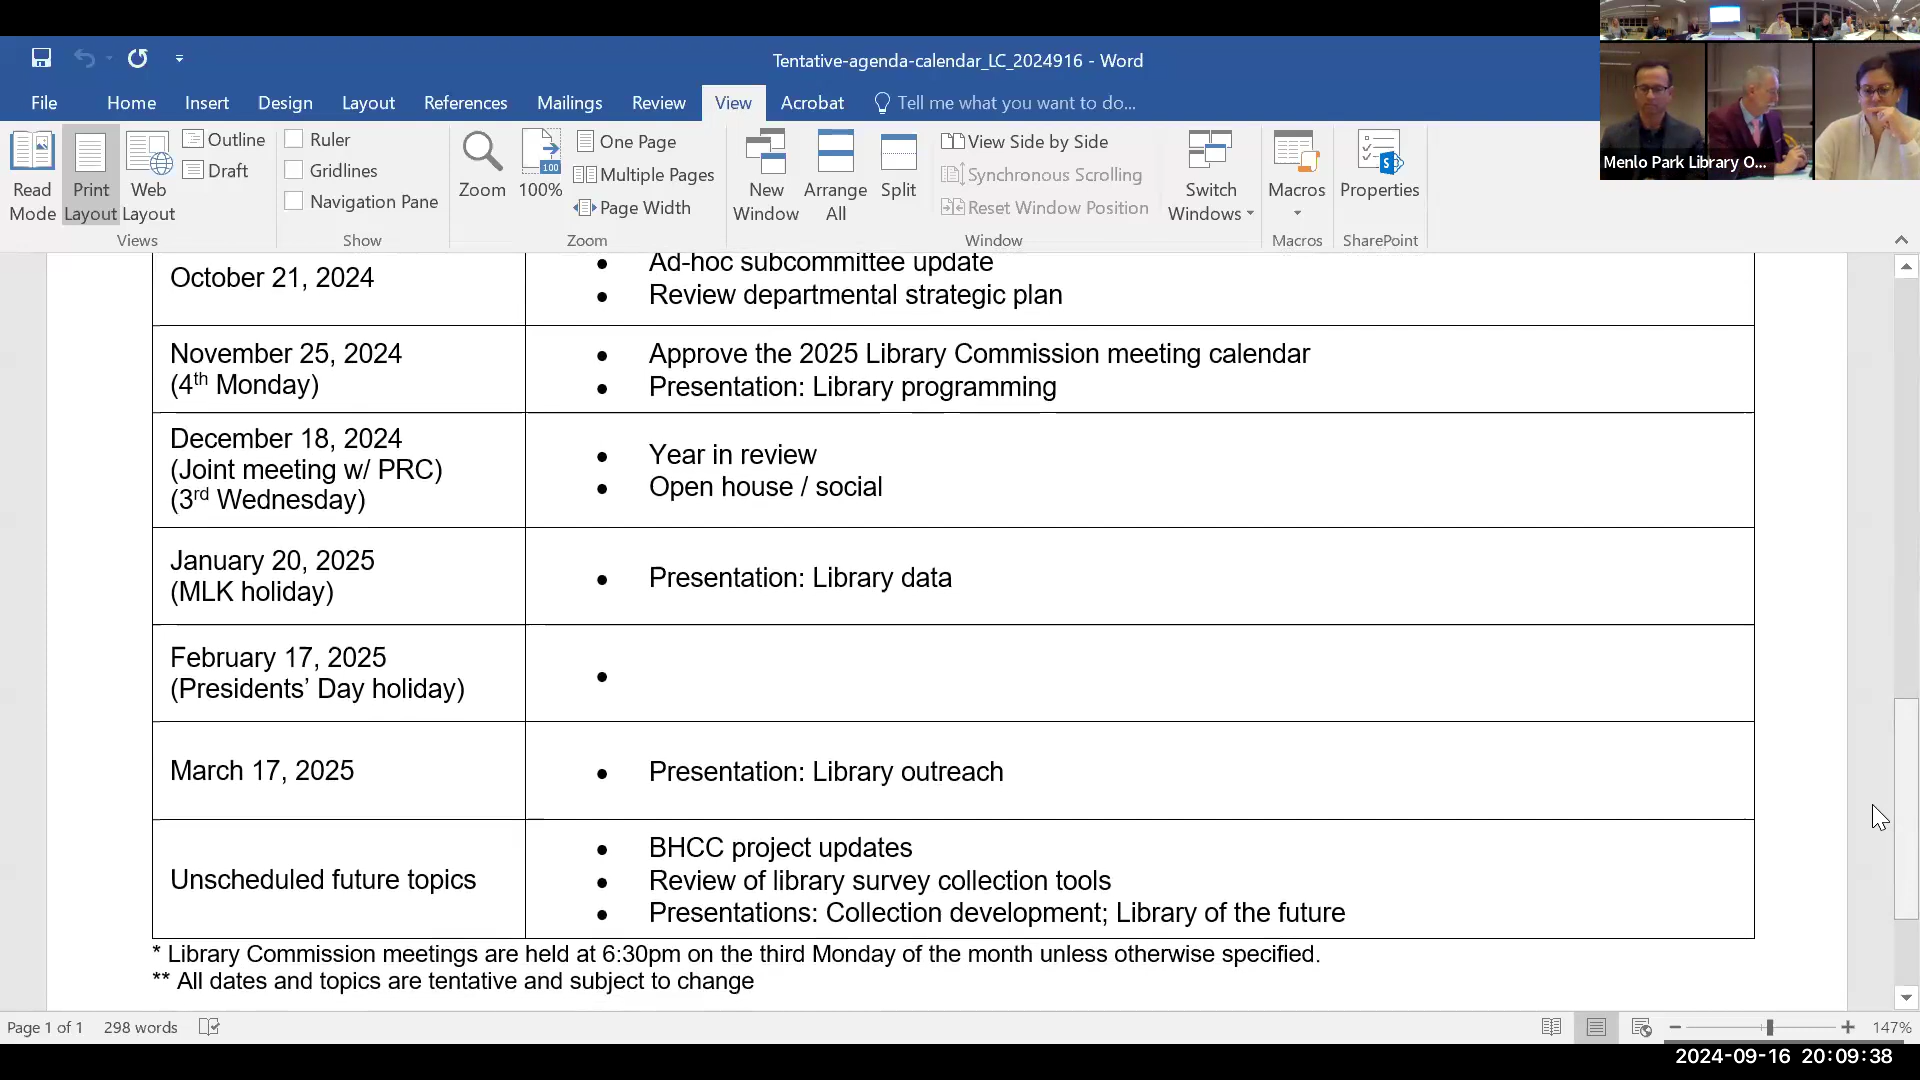 Tentative-agenda-calendar_LC_2024916 - Word
File Home Insert Design Layout References Mailings Review View Acrobat Tell me what you want to do...
Read Mode
Print Layout
Web Layout
Outline
Draft
Views
Ruler
Gridlines
Navigation Pane
Show
Zoom
100
100%
One Page
Multiple Pages
Page Width
Zoom
New Window
Arrange All
Split
View Side by Side
Synchronous Scrolling
Reset Window Position
Window
Switch Windows
Macros
Macros
Properties
SharePoint
Menlo Park Library O...
October 21, 2024
• Ad-hoc subcommittee update
• Review departmental strategic plan
November 25, 2024
(4th Monday)
• Approve the 2025 Library Commission meeting calendar
• Presentation: Library programming
December 18, 2024
(Joint meeting w/ PRC)
(3rd Wednesday)
• Year in review
• Open house / social
January 20, 2025
(MLK holiday)
• Presentation: Library data
February 17, 2025
(Presidents’ Day holiday)
•
March 17, 2025
• Presentation: Library outreach
Unscheduled future topics
• BHCC project updates
• Review of library survey collection tools
• Presentations: Collection development; Library of the future
* Library Commission meetings are held at 6:30pm on the third Monday of the month unless otherwise specified.
** All dates and topics are tentative and subject to change
Page 1 of 1 298 words
147%
2024-09-16 20:09:38